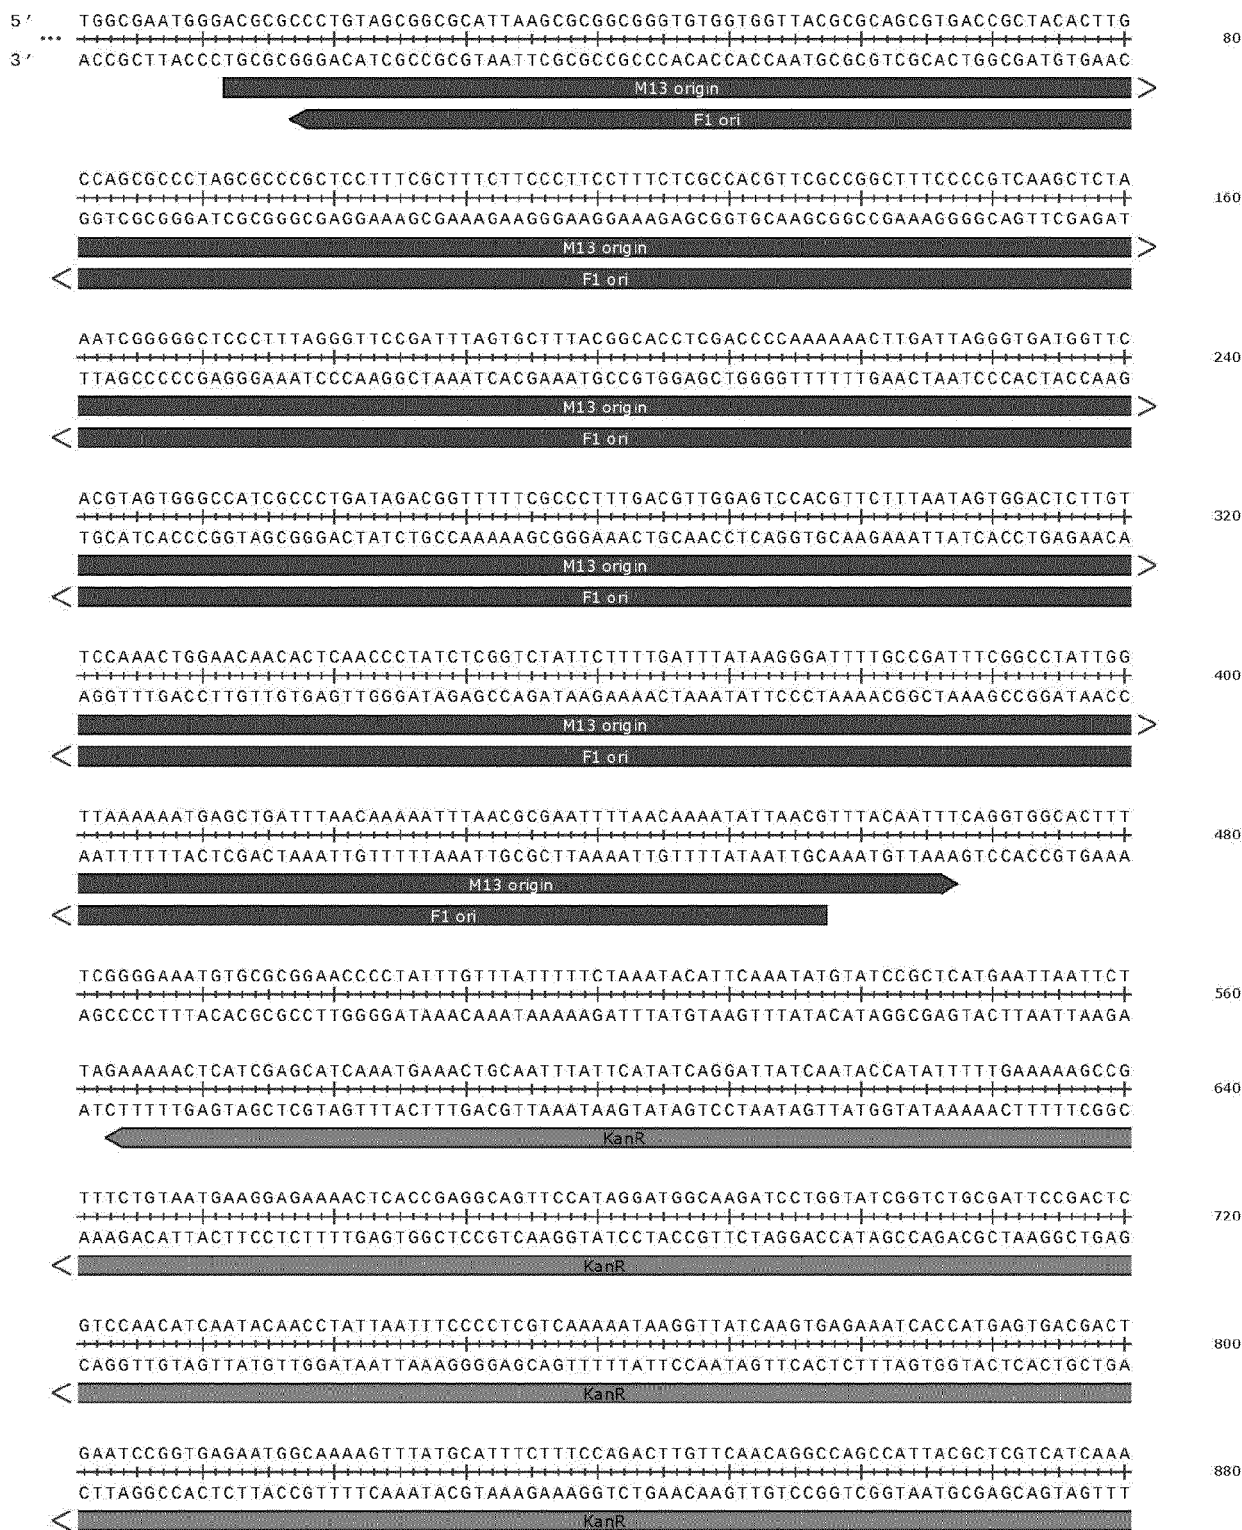 5′ TGGCGAATGGGACGCGCCCTGTAGCGGCGCATTAAGCGCGGCGGGTGTGGTGGTTACGCGCAGCGTGACCGCTACACTTG
... 80
3′ ACCGCTTACCCTGCGCGGGACATCGCCGCGTAATTCGCGCCGCCCACACCACCAATGCGCGTCGCACTGGCGATGTGAAC
M13 origin
F1 ori
CCAGCGCCCTAGCGCCCGCTCCTTTCGCTTTCTTCCCTTCCTTTCTCGCCACGTTCGCCGGCTTTCCCCGTCAAGCTCTA
160
GGTCGCGGGATCGCGGGCGAGGAAAGCGAAAGAAGGGAAGGAAAGAGCGGTGCAAGCGGCCGAAAGGGGCAGTTCGAGAT
M13 origin
F1 ori
AATCGGGGGCTCCCTTTAGGGTTCCGATTTAGTGCTTTACGGCACCTCGACCCCAAAAAACTTGATTAGGGTGATGGTTC
240
TTAGCCCCCGAGGGAAATCCCAAGGCTAAATCACGAAATGCCGTGGAGCTGGGGTTTTTTGAACTAATCCCACTACCAAG
M13 origin
F1 ori
ACGTAGTGGGCCATCGCCCTGATAGACGGTTTTTCGCCCTTTGACGTTGGAGTCCACGTTCTTTAATAGTGGACTCTTGT
320
TGCATCACCCGGTAGCGGGACTATCTGCCAAAAAGCGGGAAACTGCAACCTCAGGTGCAAGAAATTATCACCTGAGAACA
M13 origin
F1 ori
TCCAAACTGGAACAACACTCAACCCTATCTCGGTCTATTCTTTTGATTTATAAGGGATTTTGCCGATTTCGGCCTATTGG
400
AGGTTTGACCTTGTTGTGAGTTGGGATAGAGCCAGATAAGAAAACTAAATATTCCCTAAAACGGCTAAAGCCGGATAACC
M13 origin
F1 ori
TTAAAAAATGAGCTGATTTAACAAAAATTTAACGCGAATTTTAACAAAATATTAACGTTTACAATTTCAGGTGGCACTTT
480
AATTTTTTACTCGACTAAATTGTTTTTAAATTGCGCTTAAAATTGTTTTATAATTGCAAATGTTAAAGTCCACCGTGAAA
M13 origin
F1 ori
TCGGGGAAATGTGCGCGGAACCCCTATTTGTTTATTTTTCTAAATACATTCAAATATGTATCCGCTCATGAATTAATTCT
560
AGCCCCTTTACACGCGCCTTGGGGATAAACAAATAAAAAGATTTATGTAAGTTTATACATAGGCGAGTACTTAATTAAGA
TAGAAAAACTCATCGAGCATCAAATGAAACTGCAATTTATTCATATCAGGATTATCAATACCATATTTTTGAAAAAGCCG
640
ATCTTTTTGAGTAGCTCGTAGTTTACTTTGACGTTAAATAAGTATAGTCCTAATAGTTATGGTATAAAAACTTTTTCGGC
KanR
TTTCTGTAATGAAGGAGAAAACTCACCGAGGCAGTTCCATAGGATGGCAAGATCCTGGTATCGGTCTGCGATTCCGACTC
720
AAAGACATTACTTCCTCTTTTGAGTGGCTCCGTCAAGGTATCCTACCGTTCTAGGACCATAGCCAGACGCTAAGGCTGAG
KanR
GTCCAACATCAATACAACCTATTAATTTCCCCTCGTCAAAAATAAGGTTATCAAGTGAGAAATCACCATGAGTGACGACT
800
CAGGTTGTAGTTATGTTGGATAATTAAAGGGGAGCAGTTTTTATTCCAATAGTTCACTCTTTAGTGGTACTCACTGCTGA
KanR
GAATCCGGTGAGAATGGCAAAAGTTTATGCATTTCTTTCCAGACTTGTTCAACAGGCCAGCCATTACGCTCGTCATCAAA
880
CTTAGGCCACTCTTACCGTTTTCAAATACGTAAAGAAAGGTCTGAACAAGTTGTCCGGTCGGTAATGCGAGCAGTAGTTT
KanR